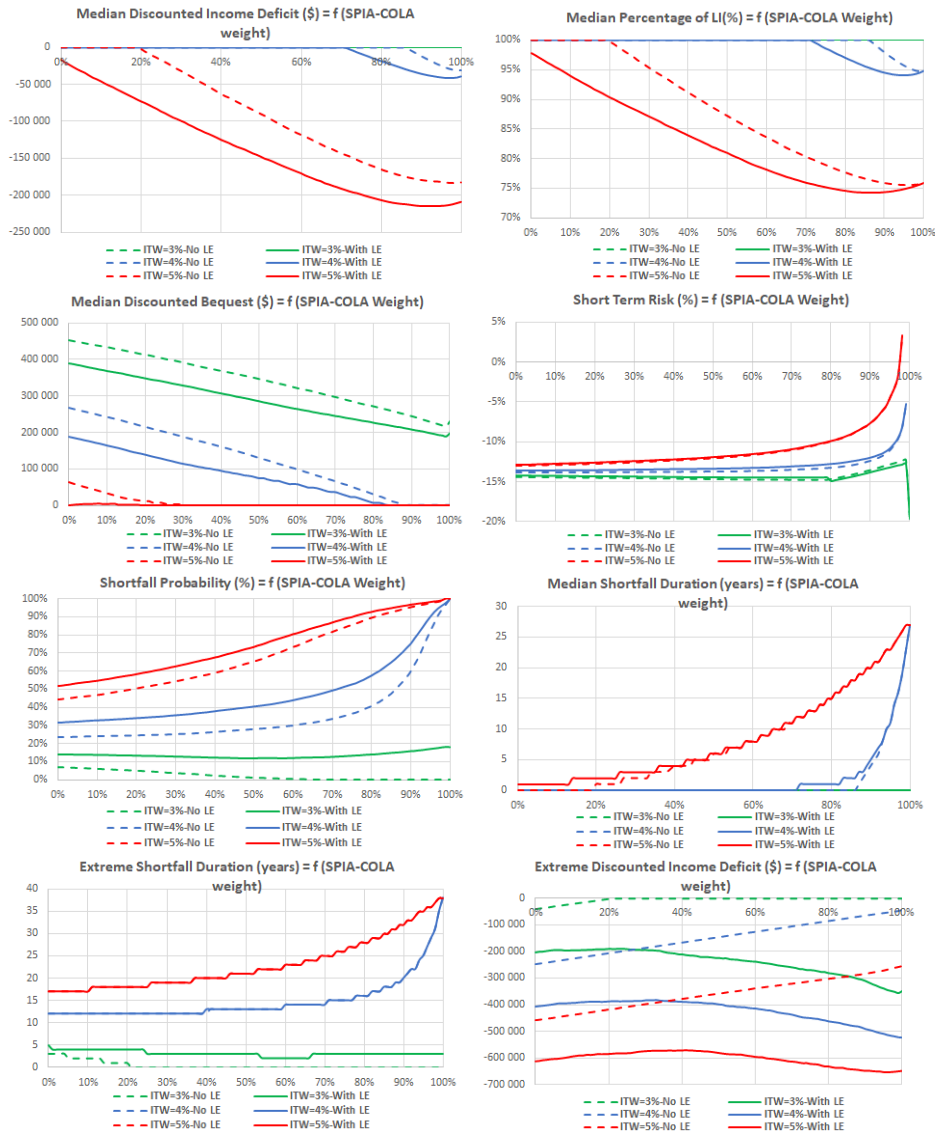 Median Discounted Income Deficit ($) = f (SPIA-COLA
weight)
0
-50 000
-100 000
-150 000
-200 000
-250 000
0% 20% 40% 60% 80% 100%
ITW=3%-No LE ITW=3%-With LE
ITW=4%-No LE ITW=4%-With LE
ITW=5%-No LE ITW=5%-With LE
Median Percentage of LI(%) = f (SPIA-COLA Weight)
100%
95%
90%
85%
80%
75%
70%
0% 10% 20% 30% 40% 50% 60% 70% 80% 90% 100%
ITW=3%-No LE ITW=3%-With LE
ITW=4%-No LE ITW=4%-With LE
ITW=5%-No LE ITW=5%-With LE
Median Discounted Bequest ($) = f (SPIA-COLA Weight)
500 000
400 000
300 000
200 000
100 000
0
0% 10% 20% 30% 40% 50% 60% 70% 80% 90% 100%
ITW=3%-No LE ITW=3%-With LE
ITW=4%-No LE ITW=4%-With LE
ITW=5%-No LE ITW=5%-With LE
Short Term Risk (%) = f (SPIA-COLA Weight)
5%
0%
-5%
-10%
-15%
-20%
0% 10% 20% 30% 40% 50% 60% 70% 80% 90% 100%
ITW=3%-No LE ITW=3%-With LE
ITW=4%-No LE ITW=4%-With LE
ITW=5%-No LE ITW=5%-With LE
Shortfall Probability (%) = f (SPIA-COLA Weight)
100%
90%
80%
70%
60%
50%
40%
30%
20%
10%
0%
0% 10% 20% 30% 40% 50% 60% 70% 80% 90% 100%
ITW=3%-No LE ITW=3%-With LE
ITW=4%-No LE ITW=4%-With LE
ITW=5%-No LE ITW=5%-With LE
Median Shortfall Duration (years) = f (SPIA-COLA
weight)
30
25
20
15
10
5
0
0% 20% 40% 60% 80% 100%
ITW=3%-No LE ITW=3%-With LE
ITW=4%-No LE ITW=4%-With LE
ITW=5%-No LE ITW=5%-With LE
Extreme Shortfall Duration (years) = f (SPIA-COLA
weight)
40
35
30
25
20
15
10
5
0
0% 10% 20% 30% 40% 50% 60% 70% 80% 90% 100%
ITW=3%-No LE ITW=3%-With LE
ITW=4%-No LE ITW=4%-With LE
ITW=5%-No LE ITW=5%-With LE
Extreme Discounted Income Deficit ($) = f (SPIA-COLA
weight)
0
-100 000
-200 000
-300 000
-400 000
-500 000
-600 000
-700 000
0% 20% 40% 60% 80% 100%
ITW=3%-No LE ITW=3%-With LE
ITW=4%-No LE ITW=4%-With LE
ITW=5%-No LE ITW=5%-With LE